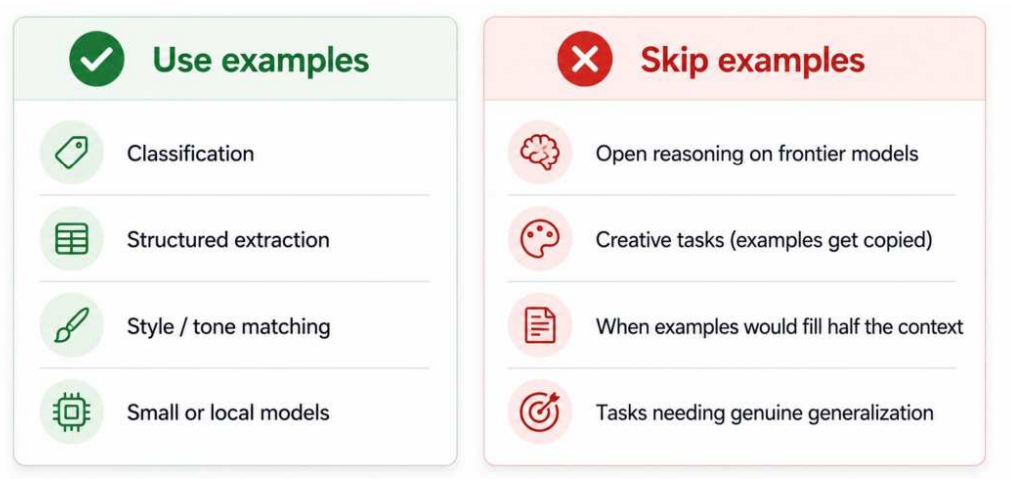 Use examples
Classification
Structured extraction
Style / tone matching
Small or local models
Skip examples
Open reasoning on frontier models
Creative tasks (examples get copied)
When examples would fill half the context
Tasks needing genuine generalization